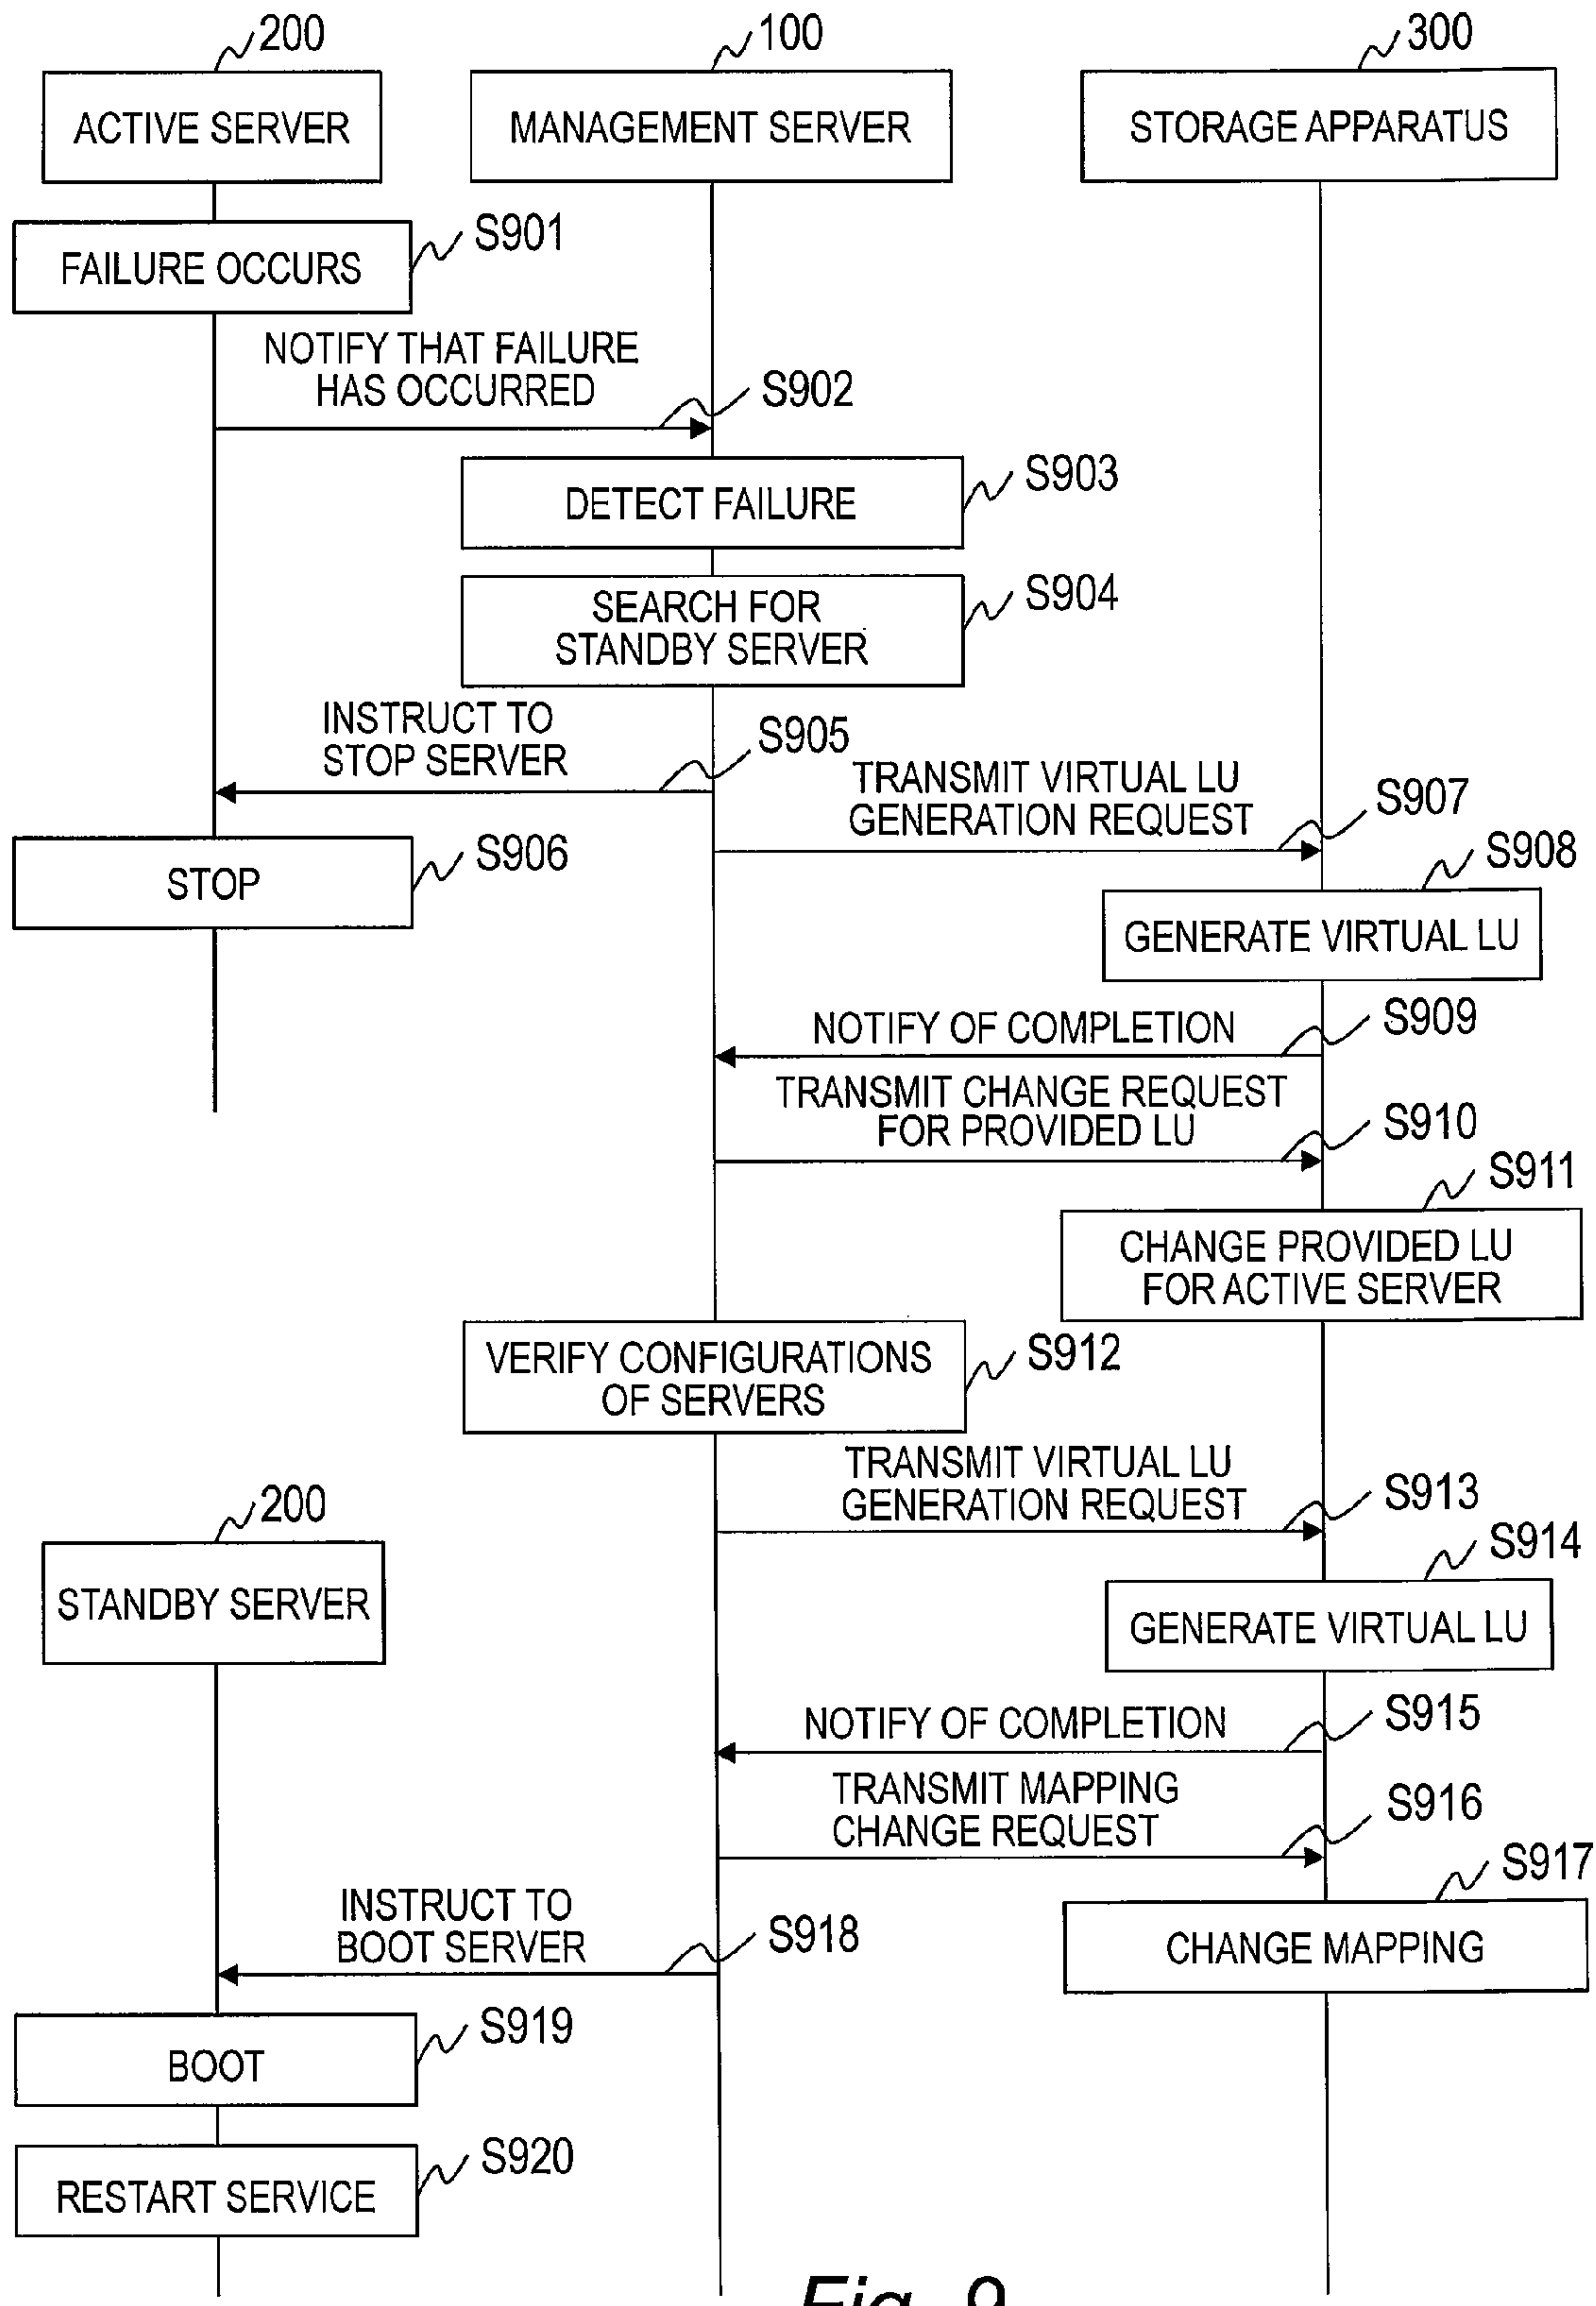 200
100
300
ACTIVE SERVER
MANAGEMENT SERVER
STORAGE APPARATUS
S901
FAILURE OCCURS
NOTIFY THAT FAILURE
HAS OCCURRED
S902
S903
DETECT FAILURE
S904
SEARCH FOR
STANDBY SERVER
INSTRUCT TO
STOP SERVER
S905
TRANSMIT VIRTUAL LU
GENERATION REQUEST
S907
S906
STOP
S908
GENERATE VIRTUAL LU
NOTIFY OF COMPLETION
S909
TRANSMIT CHANGE REQUEST
FOR PROVIDED LU
S910
S911
CHANGE PROVIDED LU
FOR ACTIVE SERVER
VERIFY CONFIGURATIONS
OF SERVERS
S912
TRANSMIT VIRTUAL LU
GENERATION REQUEST
S913
200
STANDBY SERVER
S914
GENERATE VIRTUAL LU
NOTIFY OF COMPLETION
S915
TRANSMIT MAPPING
CHANGE REQUEST
S916
S917
CHANGE MAPPING
INSTRUCT TO
BOOT SERVER
S918
S919
BOOT
S920
RESTART SERVICE
Fig. 9